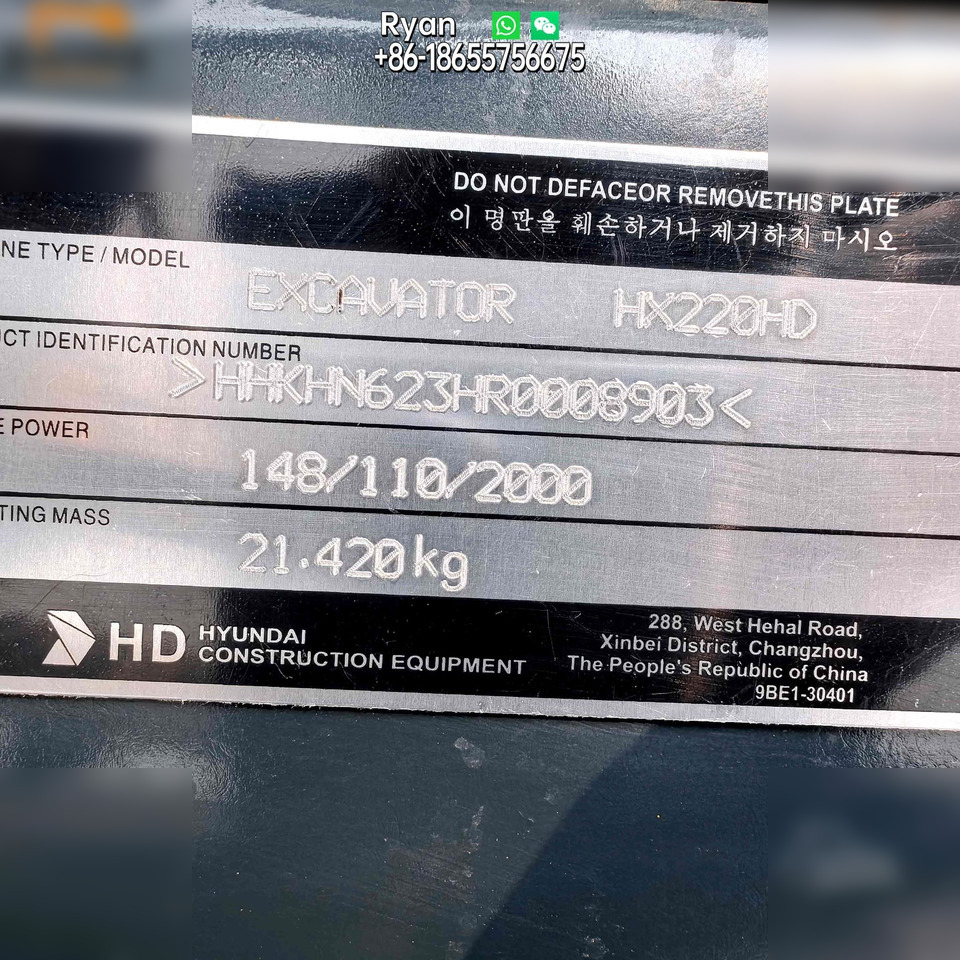 Ryan
+86-18655756675
DO NOT DEFACEOR REMOVETHIS PLATE
이 명판을 훼손하거나 제거하지 마시오
NE TYPE / MODEL
EXCAVATOR HX220HD
CT IDENTIFICATION NUMBER
>HHKHN623HR0008903<
E POWER
148/110/2000
TING MASS
21.420kg
HD HYUNDAI
CONSTRUCTION EQUIPMENT
288, West Hehal Road,
Xinbei District, Changzhou,
The People's Republic of China
9BE1-30401